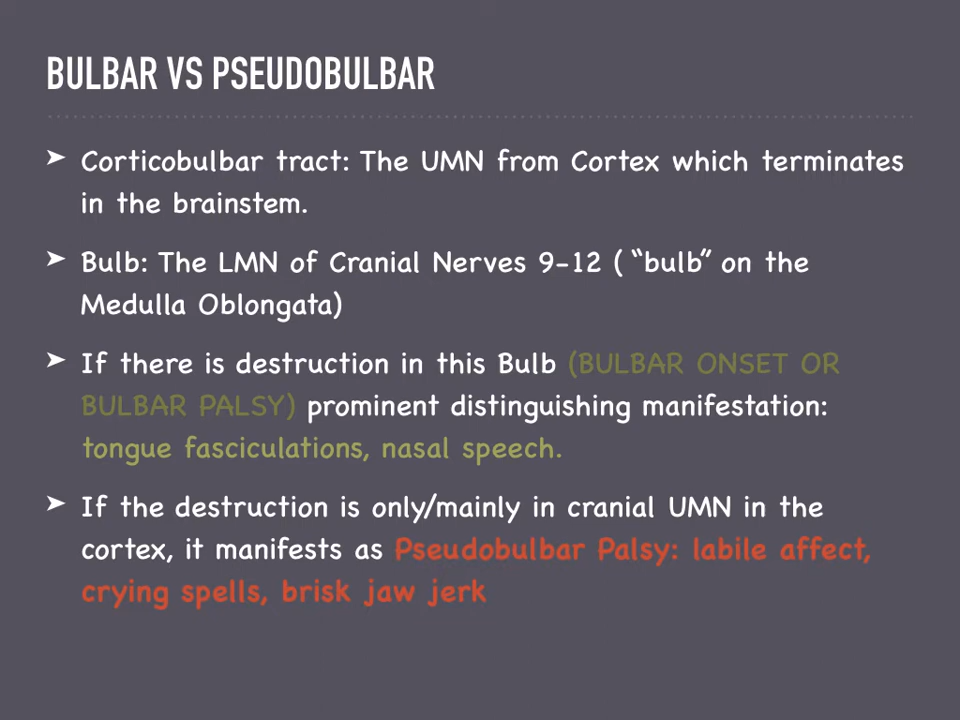 BULBAR VS PSEUDOBULBAR
➤ Corticobulbar tract: The UMN from Cortex which terminates
in the brainstem.
➤ Bulb: The LMN of Cranial Nerves 9-12 ( “bulb” on the
Medulla Oblongata)
➤ If there is destruction in this Bulb (BULBAR ONSET OR
BULBAR PALSY) prominent distinguishing manifestation:
tongue fasciculations, nasal speech.
➤ If the destruction is only/mainly in cranial UMN in the
cortex, it manifests as Pseudobulbar Palsy: labile affect,
crying spells, brisk jaw jerk